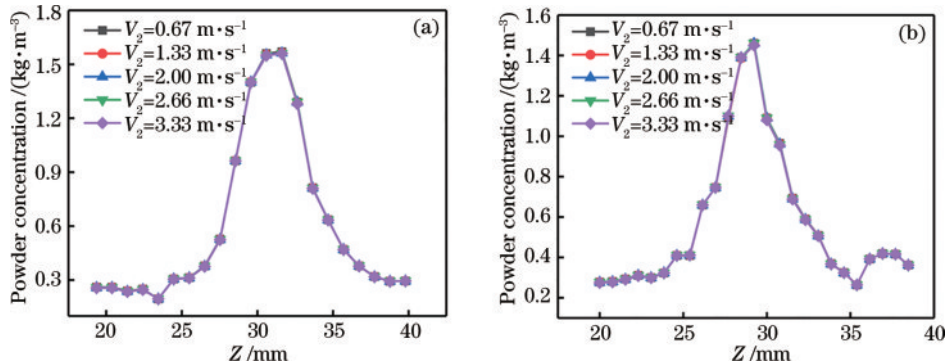 (a)
V₂=0.67 m·s⁻¹
V₂=1.33 m·s⁻¹
V₂=2.00 m·s⁻¹
V₂=2.66 m·s⁻¹
V₂=3.33 m·s⁻¹
Powder concentration /(kg·m⁻³)
1.8
1.5
1.2
0.9
0.6
0.3
20 25 30 35 40
Z /mm
(b)
V₂=0.67 m·s⁻¹
V₂=1.33 m·s⁻¹
V₂=2.00 m·s⁻¹
V₂=2.66 m·s⁻¹
V₂=3.33 m·s⁻¹
Powder concentration /(kg·m⁻³)
1.6
1.4
1.2
1.0
0.8
0.6
0.4
0.2
20 25 30 35 40
Z /mm